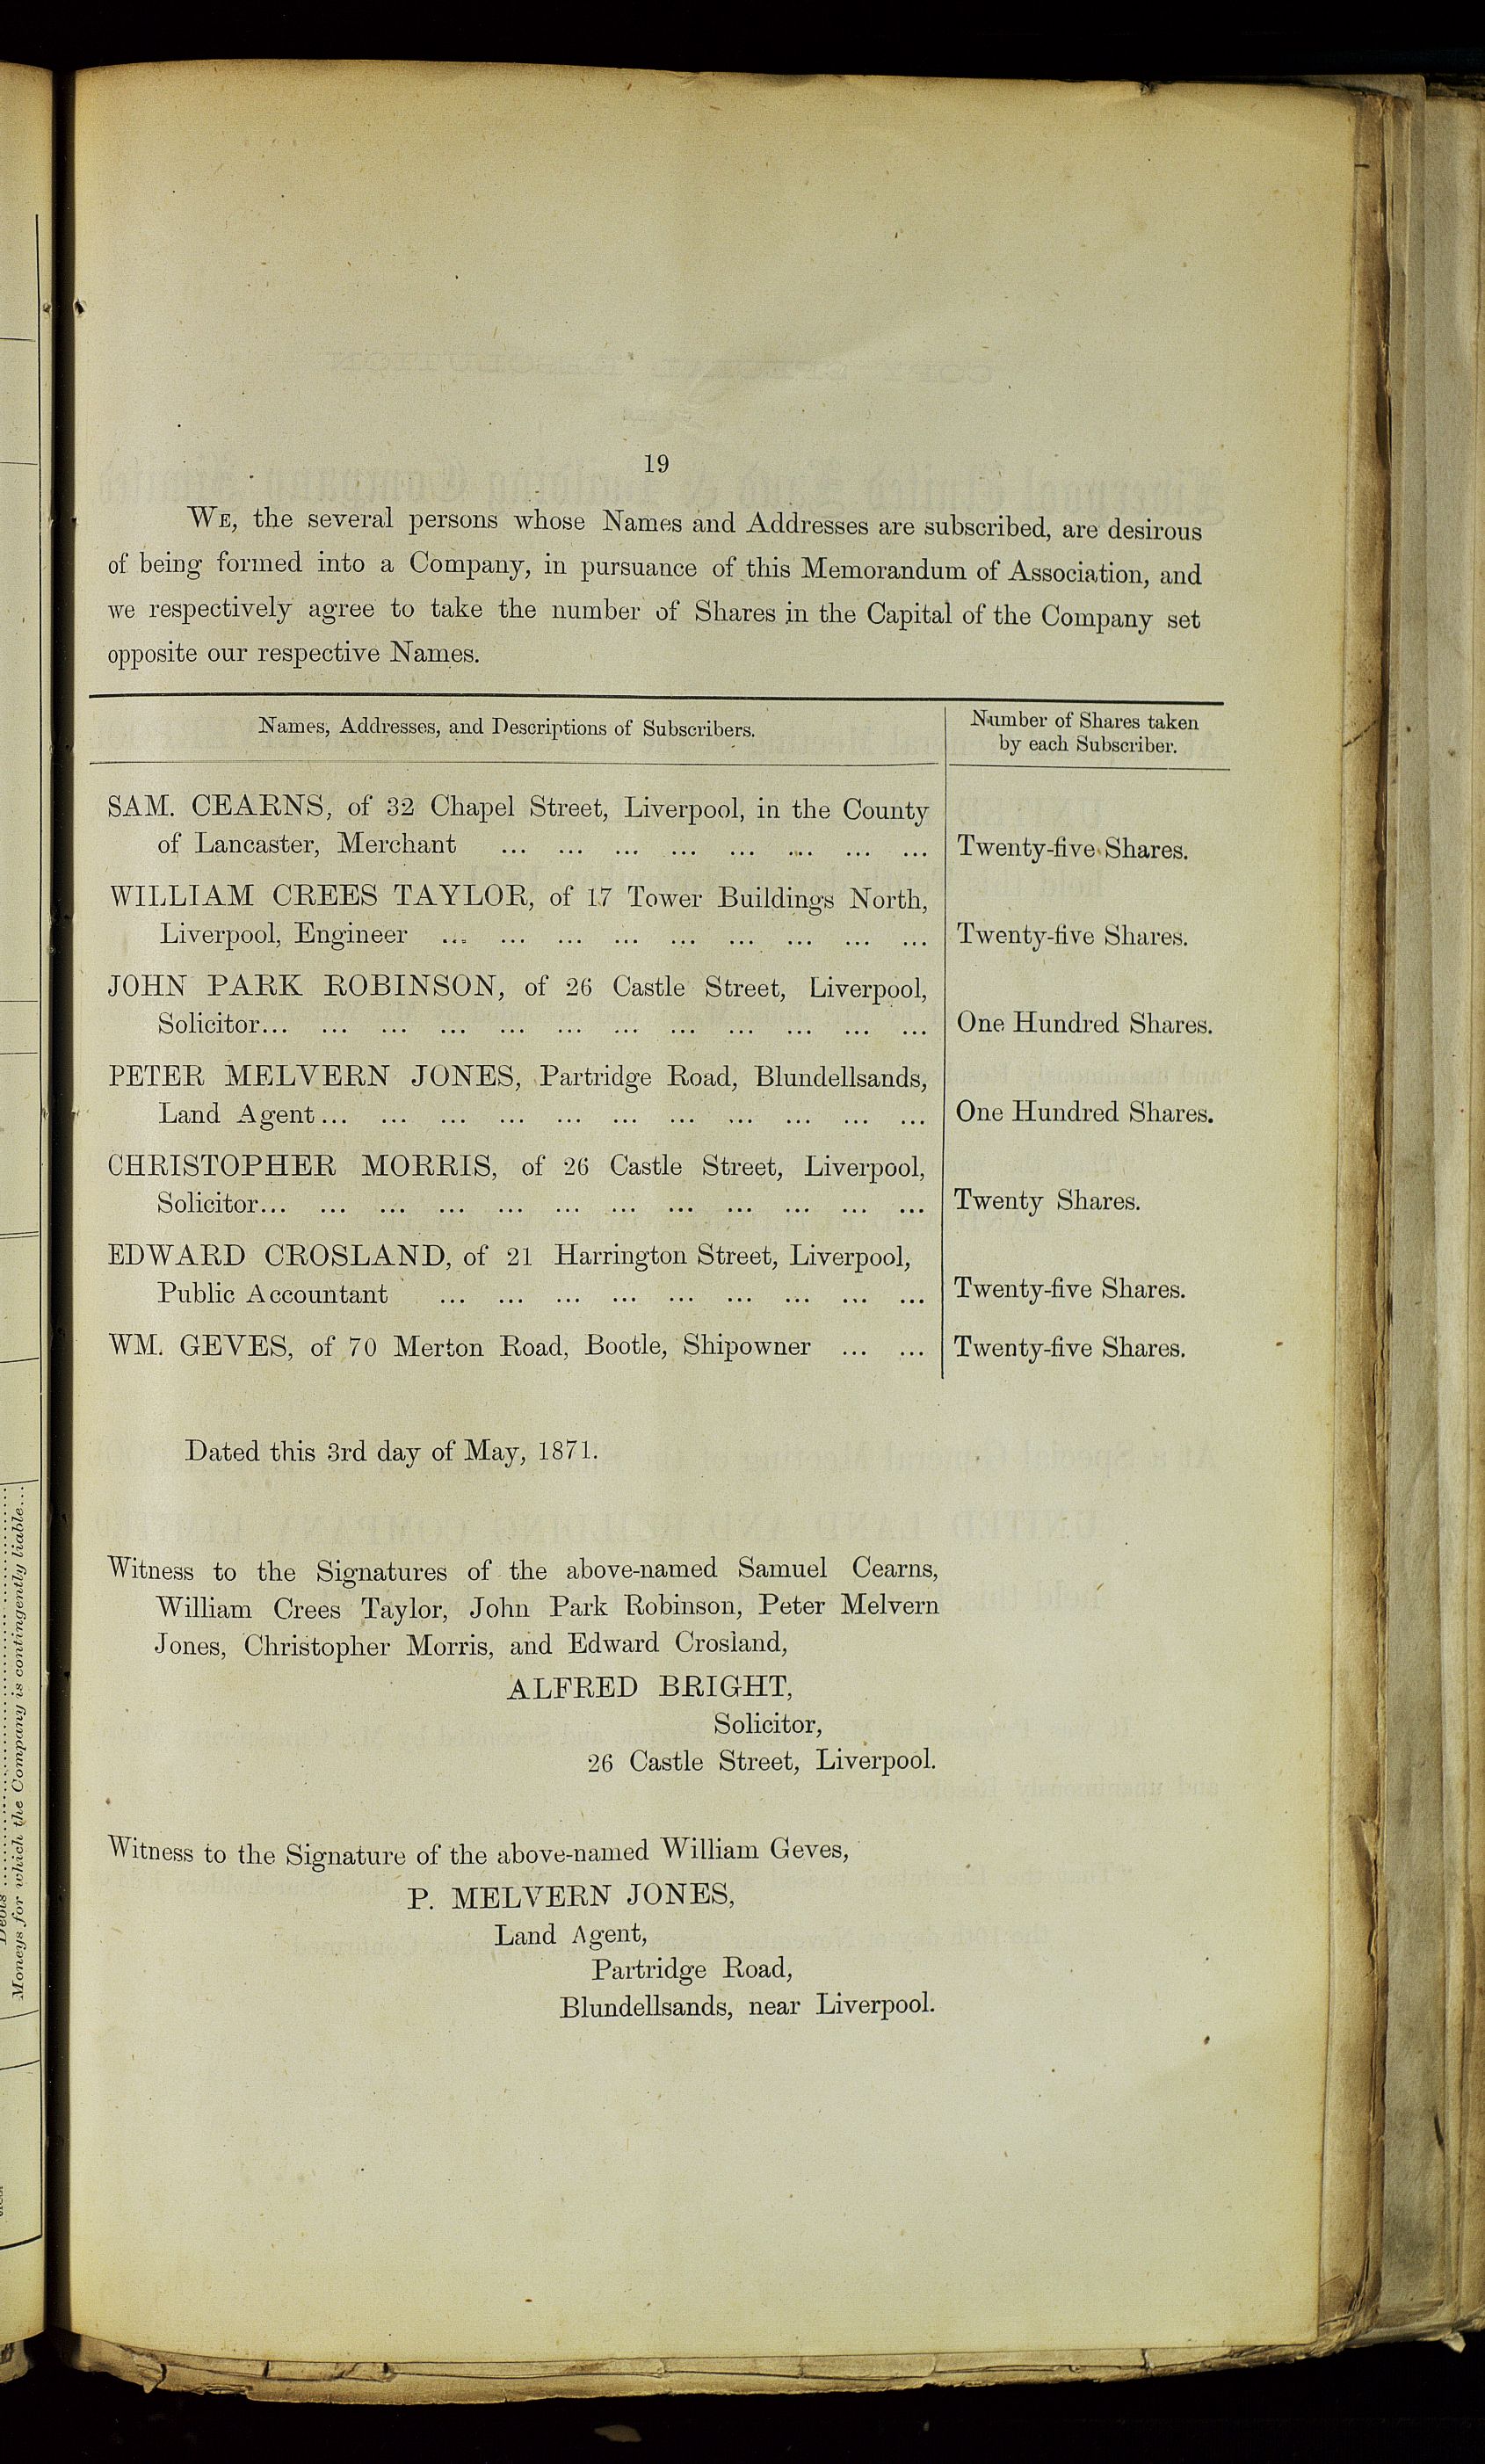 19
WE, the several persons whose Names and Addresses are subscribed, are desirous
of being formed into a Company, in pursuance of this Memorandum of Association, and
we respectively agree to take the number of Shares in the Capital of the Company set
opposite our respective Names.
Names, Addresses, and Descriptions of Subscribers.
Number of Shares taken
by each Subscriber.
SAM. CEARNS, of 32 Chapel Street, Liverpool, in the County
of Lancaster, Merchant ... ... ... ... ... ... ... ... Twenty-five Shares.
WILLIAM CREES TAYLOR, of 17 Tower Buildings North,
Liverpool, Engineer ... ... ... ... ... ... ... ... ... Twenty-five Shares.
JOHN PARK ROBINSON, of 26 Castle Street, Liverpool,
Solicitor... ... ... ... ... ... ... ... ... ... ... ... One Hundred Shares.
PETER MELVERN JONES, Partridge Road, Blundellsands,
Land Agent... ... ... ... ... ... ... ... ... ... ... One Hundred Shares.
CHRISTOPHER MORRIS, of 26 Castle Street, Liverpool,
Solicitor... ... ... ... ... ... ... ... ... ... ... ... Twenty Shares.
EDWARD CROSLAND, of 21 Harrington Street, Liverpool,
Public Accountant ... ... ... ... ... ... ... ... ... Twenty-five Shares.
WM. GEVES, of 70 Merton Road, Bootle, Shipowner ... ... Twenty-five Shares.
Dated this 3rd day of May, 1871.
Witness to the Signatures of the above-named Samuel Cearns,
William Crees Taylor, John Park Robinson, Peter Melvern
Jones, Christopher Morris, and Edward Crosland,
ALFRED BRIGHT,
Solicitor,
26 Castle Street, Liverpool.
Witness to the Signature of the above-named William Geves,
P. MELVERN JONES,
Land Agent,
Partridge Road,
Blundellsands, near Liverpool.
Debts
Moneys for which the Company is contingently liable...